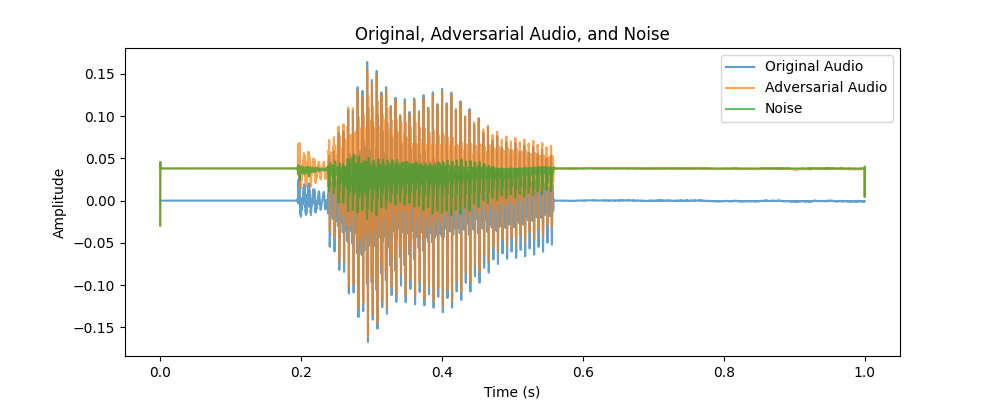 Original, Adversarial Audio, and Noise
Original Audio
Adversarial Audio
Noise
Amplitude
0.15
0.10
0.05
0.00
−0.05
−0.10
−0.15
0.0 0.2 0.4 0.6 0.8 1.0
Time (s)